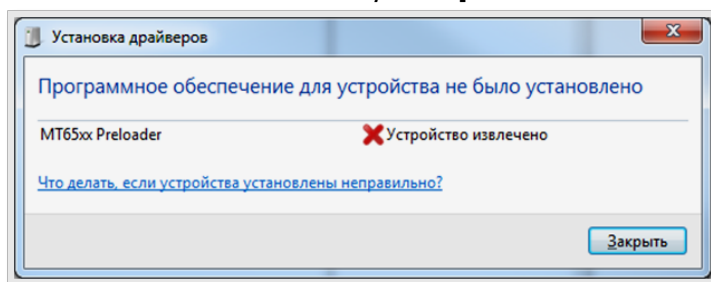 Установка драйверов
Программное обеспечение для устройства не было установлено
MT65xx Preloader Устройство извлечено
Что делать, если устройства установлены неправильно?
Закрыть